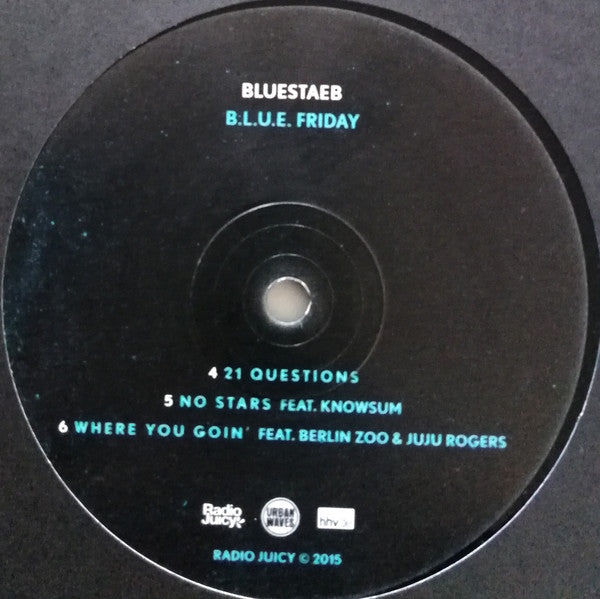 BLUESTAEB
B.L.U.E. FRIDAY
4 21 QUESTIONS
5 NO STARS FEAT. KNOWSUM
6 WHERE YOU GOIN' FEAT. BERLIN ZOO & JUJU ROGERS
Radio
Juicy
URBAN
WAVES
hhv
RADIO JUICY © 2015